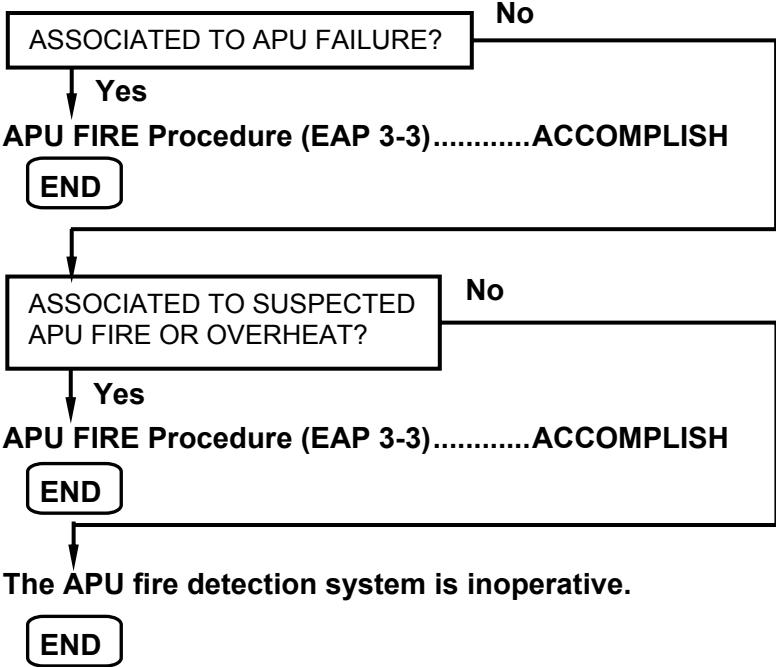 No
ASSOCIATED TO APU FAILURE?
Yes
APU FIRE Procedure (EAP 3-3)............ACCOMPLISH
END
No
ASSOCIATED TO SUSPECTED
APU FIRE OR OVERHEAT?
Yes
APU FIRE Procedure (EAP 3-3)............ACCOMPLISH
END
The APU fire detection system is inoperative.
END